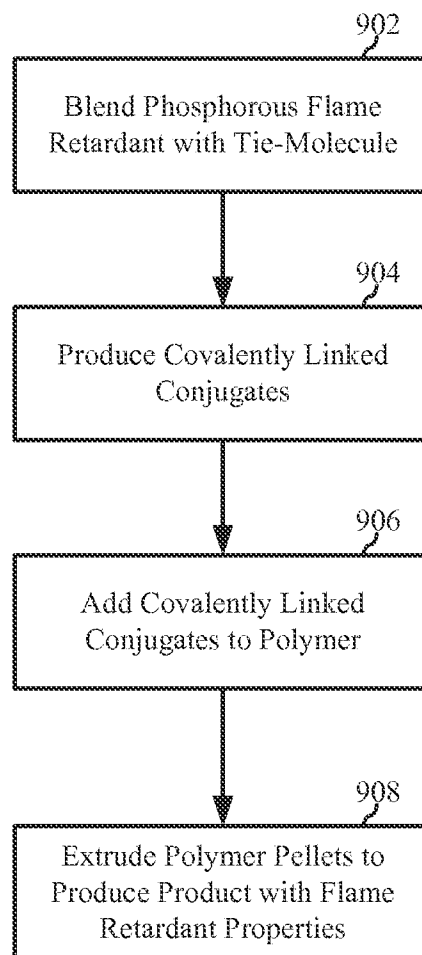 902
Blend Phosphorous Flame
Retardant with Tie-Molecule
904
Produce Covalently Linked
Conjugates
906
Add Covalently Linked
Conjugates to Polymer
908
Extrude Polymer Pellets to
Produce Product with Flame
Retardant Properties